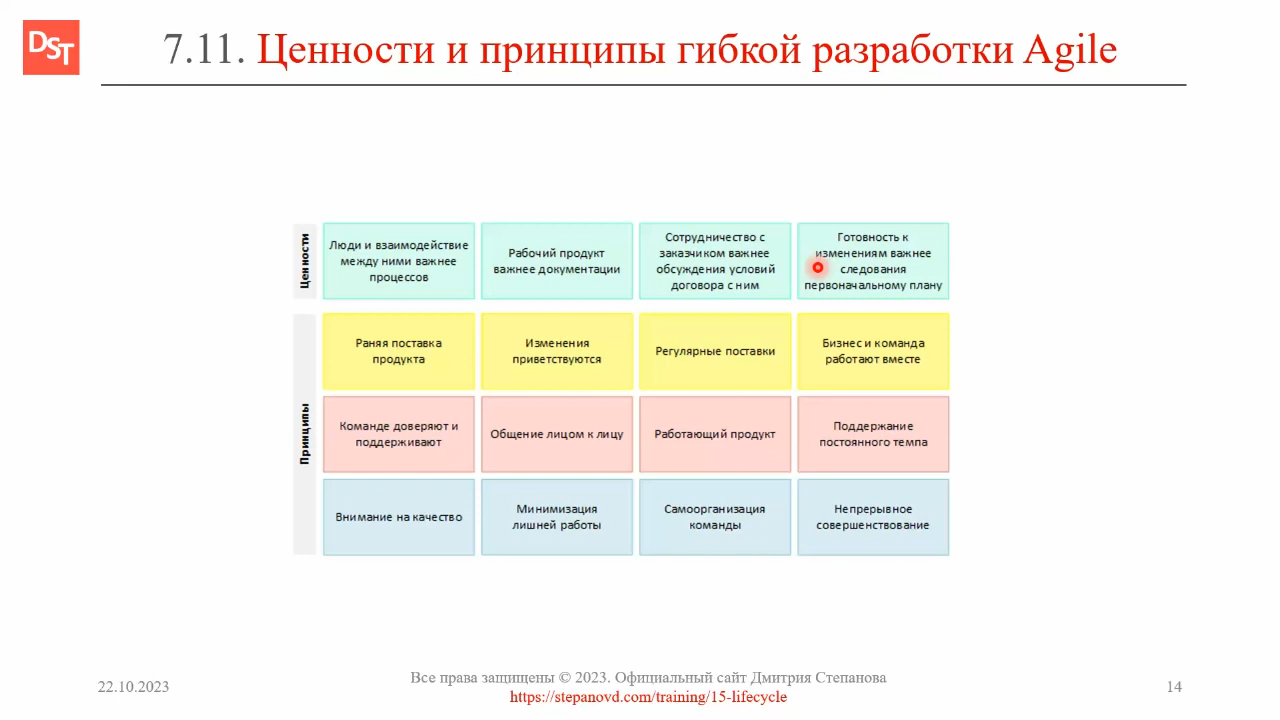 DST
7.11. Ценности и принципы гибкой разработки Agile
Ценности
Люди и взаимодействие
между ними важнее
процессов
Рабочий продукт
важнее документации
Сотрудничество с
заказчиком важнее
обсуждения условий
договора с ним
Готовность к
изменениям важнее
следования
первоначальному плану
Принципы
Раняя поставка
продукта
Изменения
приветствуются
Регулярные поставки
Бизнес и команда
работают вместе
Команде доверяют и
поддерживают
Общение лицом к лицу
Работающий продукт
Поддержание
постоянного темпа
Внимание на качество
Минимизация
лишней работы
Самоорганизация
команды
Непрерывное
совершенствование
22.10.2023
Все права защищены © 2023. Официальный сайт Дмитрия Степанова
https://stepanovd.com/training/15-lifecycle
14